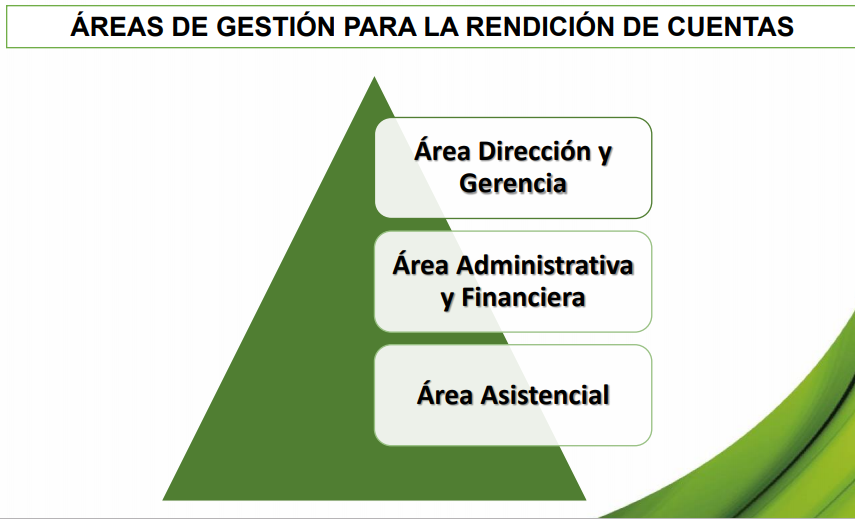 ÁREAS DE GESTIÓN PARA LA RENDICIÓN DE CUENTAS
Área Dirección y
Gerencia
Área Administrativa
y Financiera
Área Asistencial